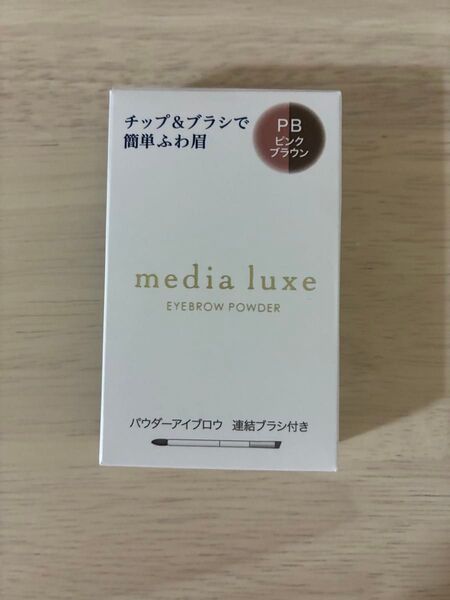 チップ&ブラシで
簡単ふわ眉
PB
ピンク
ブラウン
media luxe
EYEBROW POWDER
パウダーアイブロウ 連結ブラシ付き